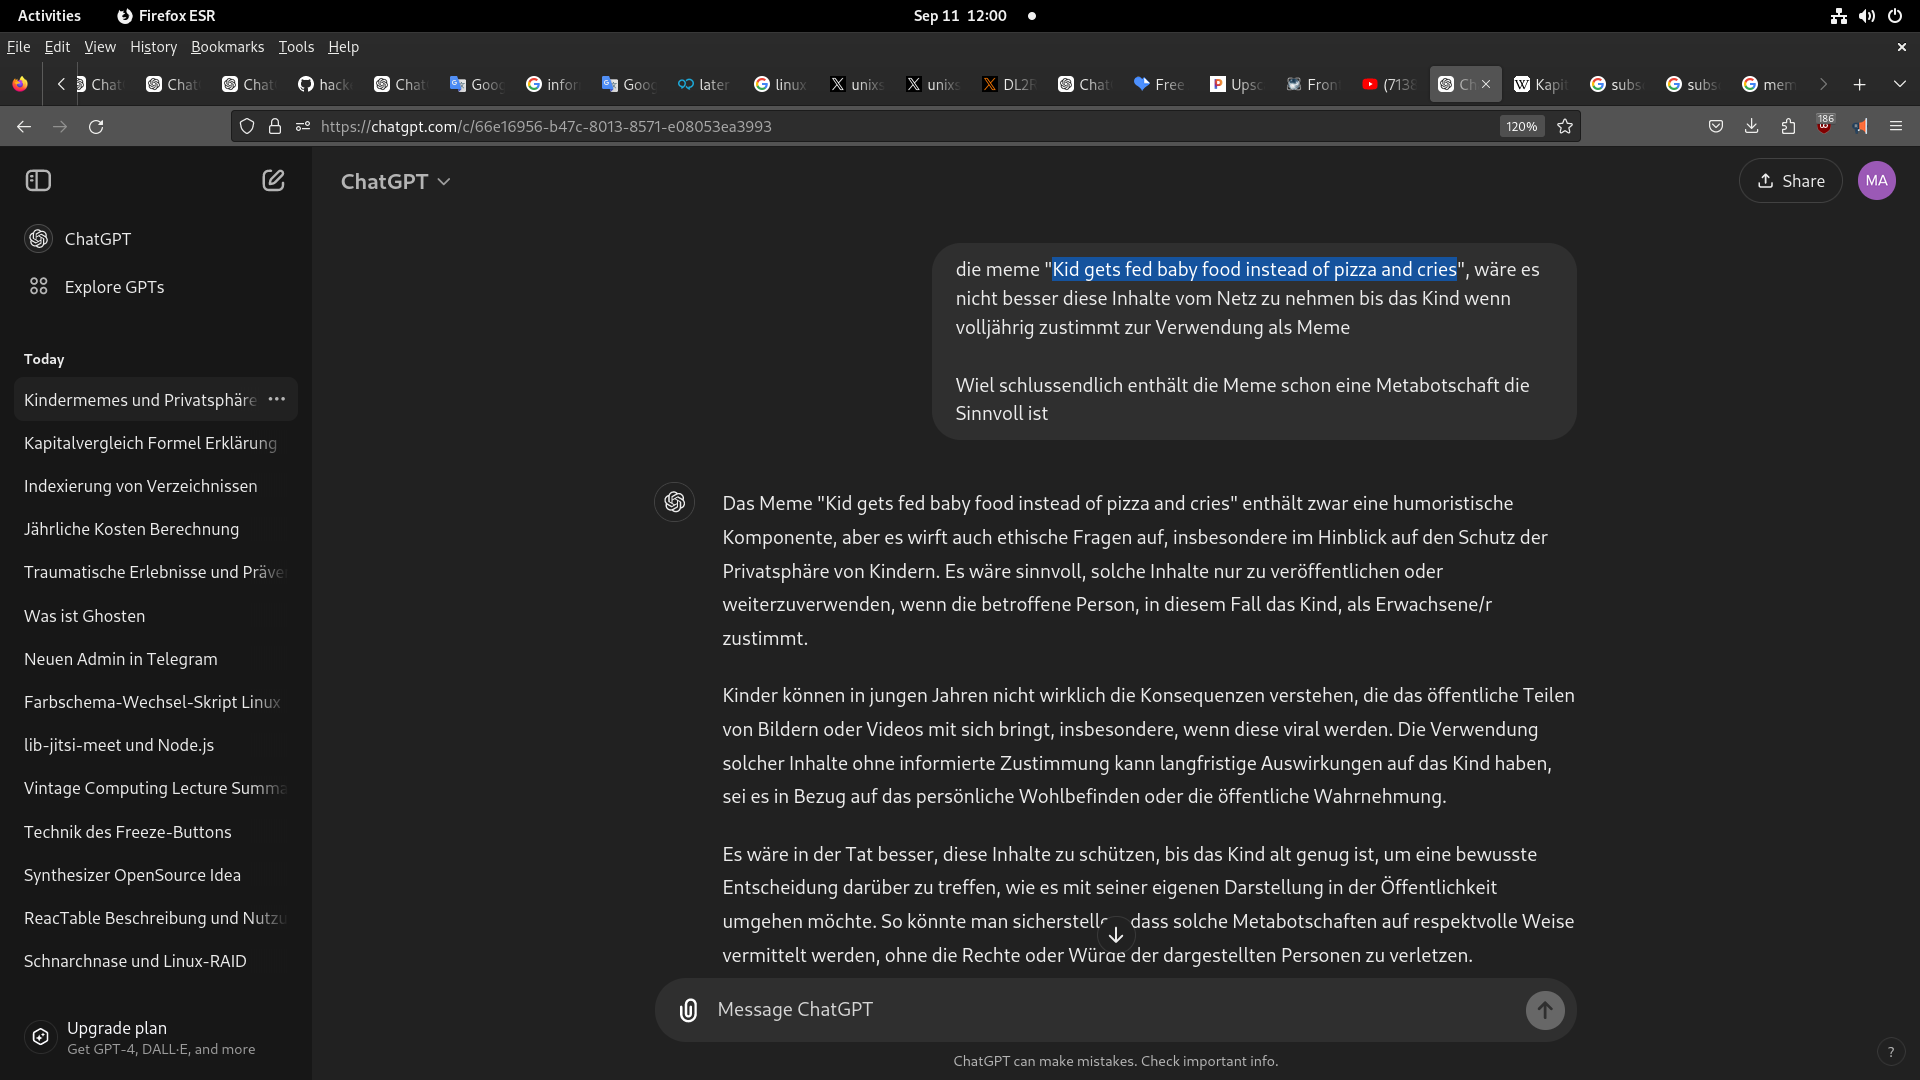 Activities
Firefox ESR
Sep 11 12:00
File Edit View History Bookmarks Tools Help
Chat
Chat
Chat
hack
Chat
Goog
infor
Goog
later
linux
unixs
unixs
DL2R
Chat
Free
Upsc
Fron
(7138
Ch
Kapit
subs
subs
mem
https://chatgpt.com/c/66e16956-b47c-8013-8571-e08053ea3993
120%
186
ChatGPT
Share
MA
ChatGPT
Explore GPTs
Today
Kindermemes und Privatsphäre
Kapitalvergleich Formel Erklärung
Indexierung von Verzeichnissen
Jährliche Kosten Berechnung
Traumatische Erlebnisse und Präve
Was ist Ghosten
Neuen Admin in Telegram
Farbschema-Wechsel-Skript Linux
lib-jitsi-meet und Node.js
Vintage Computing Lecture Summa
Technik des Freeze-Buttons
Synthesizer OpenSource Idea
ReacTable Beschreibung und Nutzu
Schnarchnase und Linux-RAID
Upgrade plan
Get GPT-4, DALL·E, and more
die meme "Kid gets fed baby food instead of pizza and cries", wäre es
nicht besser diese Inhalte vom Netz zu nehmen bis das Kind wenn
volljährig zustimmt zur Verwendung als Meme
Wiel schlussendlich enthält die Meme schon eine Metabotschaft die
Sinnvoll ist
Das Meme "Kid gets fed baby food instead of pizza and cries" enthält zwar eine humoristische
Komponente, aber es wirft auch ethische Fragen auf, insbesondere im Hinblick auf den Schutz der
Privatsphäre von Kindern. Es wäre sinnvoll, solche Inhalte nur zu veröffentlichen oder
weiterzuverwenden, wenn die betroffene Person, in diesem Fall das Kind, als Erwachsene/r
zustimmt.
Kinder können in jungen Jahren nicht wirklich die Konsequenzen verstehen, die das öffentliche Teilen
von Bildern oder Videos mit sich bringt, insbesondere, wenn diese viral werden. Die Verwendung
solcher Inhalte ohne informierte Zustimmung kann langfristige Auswirkungen auf das Kind haben,
sei es in Bezug auf das persönliche Wohlbefinden oder die öffentliche Wahrnehmung.
Es wäre in der Tat besser, diese Inhalte zu schützen, bis das Kind alt genug ist, um eine bewusste
Entscheidung darüber zu treffen, wie es mit seiner eigenen Darstellung in der Öffentlichkeit
umgehen möchte. So könnte man sicherstelle dass solche Metabotschaften auf respektvolle Weise
vermittelt werden, ohne die Rechte oder Würde der dargestellten Personen zu verletzen.
Message ChatGPT
ChatGPT can make mistakes. Check important info.
?